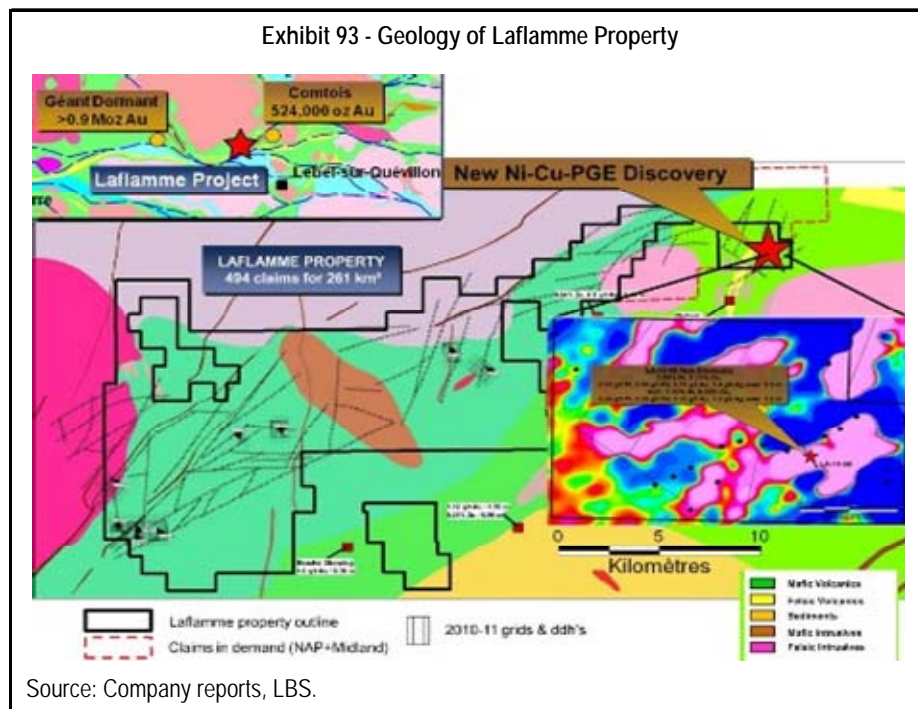 Exhibit 93 - Geology of Laflamme Property
Géant Dormant
>0.9 Moz Au
Comtois
524,000 oz Au
Laflamme Project
Lebel-sur-Quévillon
New Ni-Cu-PGE Discovery
LAFLAMME PROPERTY
494 claims for 261 km²
0 5 10
Kilomètres
Laflamme property outline
Claims in demand (NAP+Midland)
2010-11 grids & ddh's
Mafic Volcanics
Felsic Volcanics
Sediments
Mafic Intrusives
Felsic Intrusives
Source: Company reports, LBS.